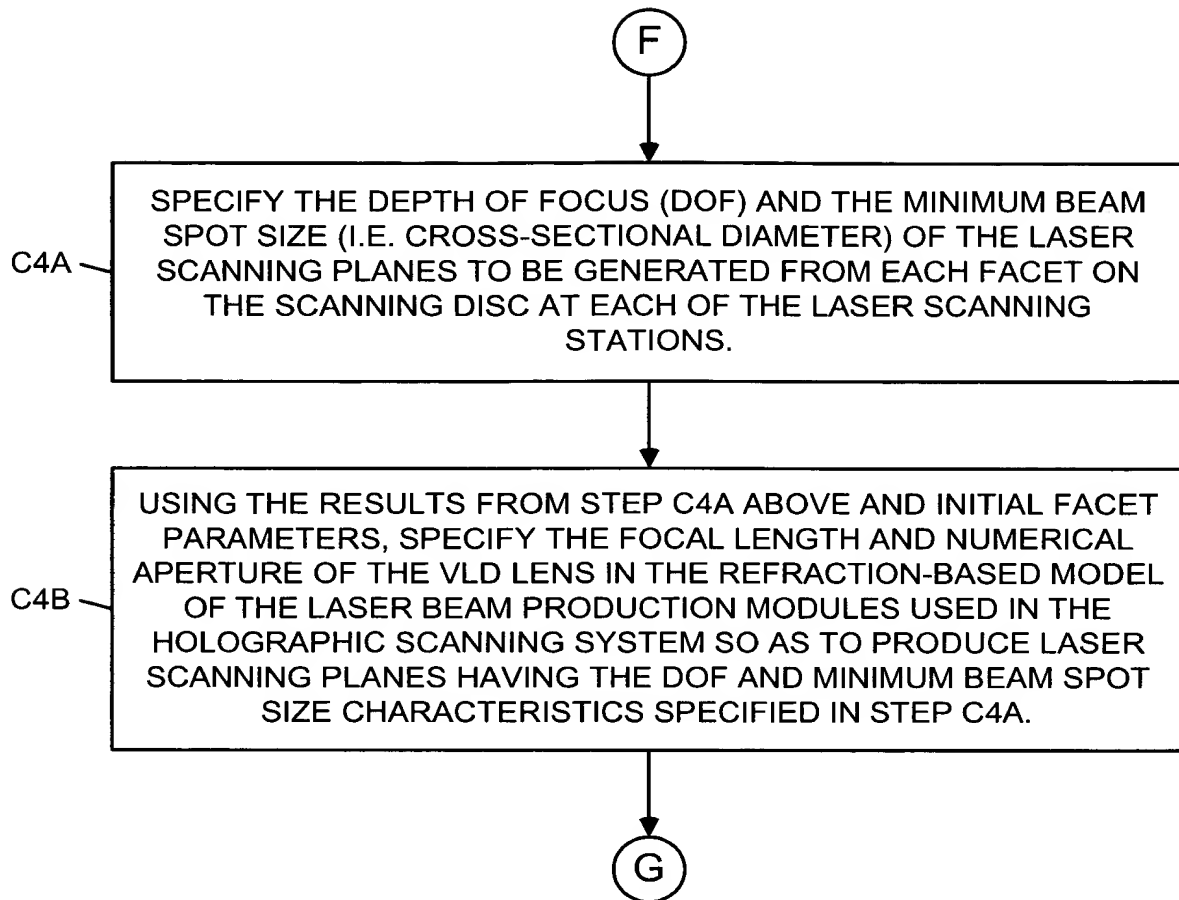 F
SPECIFY THE DEPTH OF FOCUS (DOF) AND THE MINIMUM BEAM
SPOT SIZE (I.E. CROSS-SECTIONAL DIAMETER) OF THE LASER
SCANNING PLANES TO BE GENERATED FROM EACH FACET ON
THE SCANNING DISC AT EACH OF THE LASER SCANNING
STATIONS.
C4A
USING THE RESULTS FROM STEP C4A ABOVE AND INITIAL FACET
PARAMETERS, SPECIFY THE FOCAL LENGTH AND NUMERICAL
APERTURE OF THE VLD LENS IN THE REFRACTION-BASED MODEL
OF THE LASER BEAM PRODUCTION MODULES USED IN THE
HOLOGRAPHIC SCANNING SYSTEM SO AS TO PRODUCE LASER
SCANNING PLANES HAVING THE DOF AND MINIMUM BEAM SPOT
SIZE CHARACTERISTICS SPECIFIED IN STEP C4A.
C4B
G